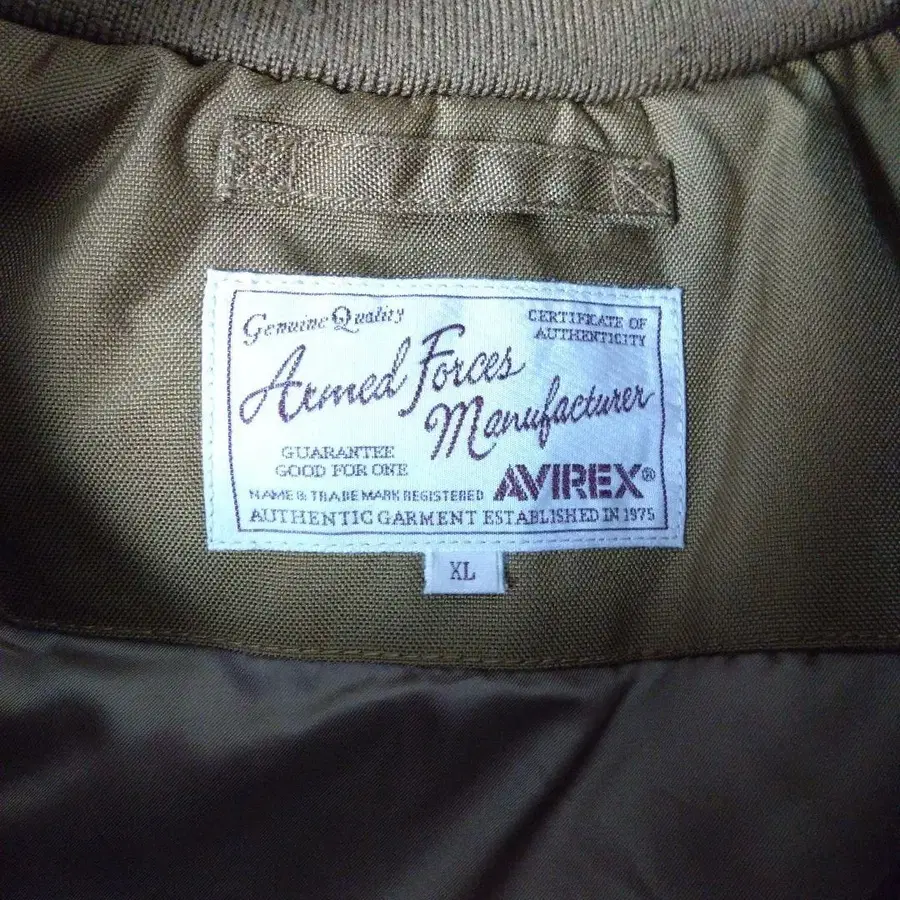 Genuine Quality
CERTIFICATE OF
AUTHENTICITY
Armed Forces
Manufacturer
GUARANTEE
GOOD FOR ONE
NAME & TRADE MARK REGISTERED
AVIREX®
AUTHENTIC GARMENT ESTABLISHED IN 1975
XL